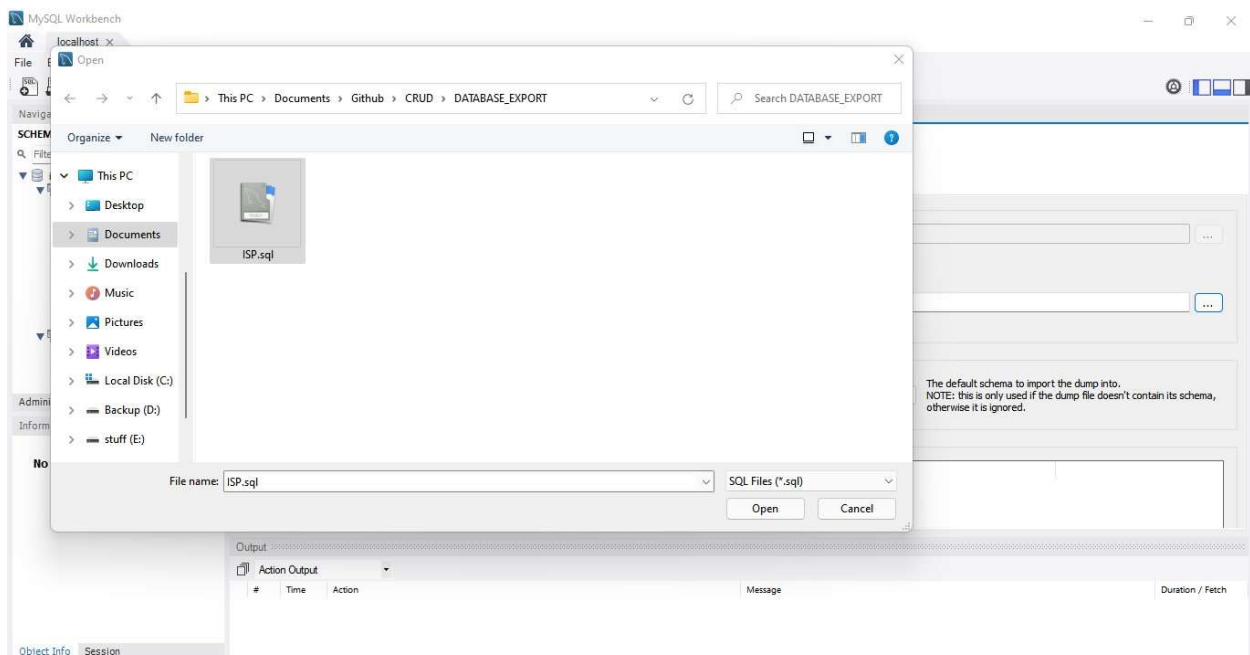 MySQL Workbench
localhost
File
Open
This PC > Documents > Github > CRUD > DATABASE_EXPORT
Search DATABASE_EXPORT
Naviga
SCHEM
Organize
New folder
Filte
This PC
Desktop
Documents
Downloads
Music
Pictures
Videos
Local Disk (C:)
Backup (D:)
stuff (E:)
ISP.sql
...
...
The default schema to import the dump into.
NOTE: this is only used if the dump file doesn't contain its schema,
otherwise it is ignored.
Admini
Inform
No
File name: ISP.sql
SQL Files (*.sql)
Open
Cancel
Output
Action Output
# Time Action Message Duration / Fetch
Object Info Session